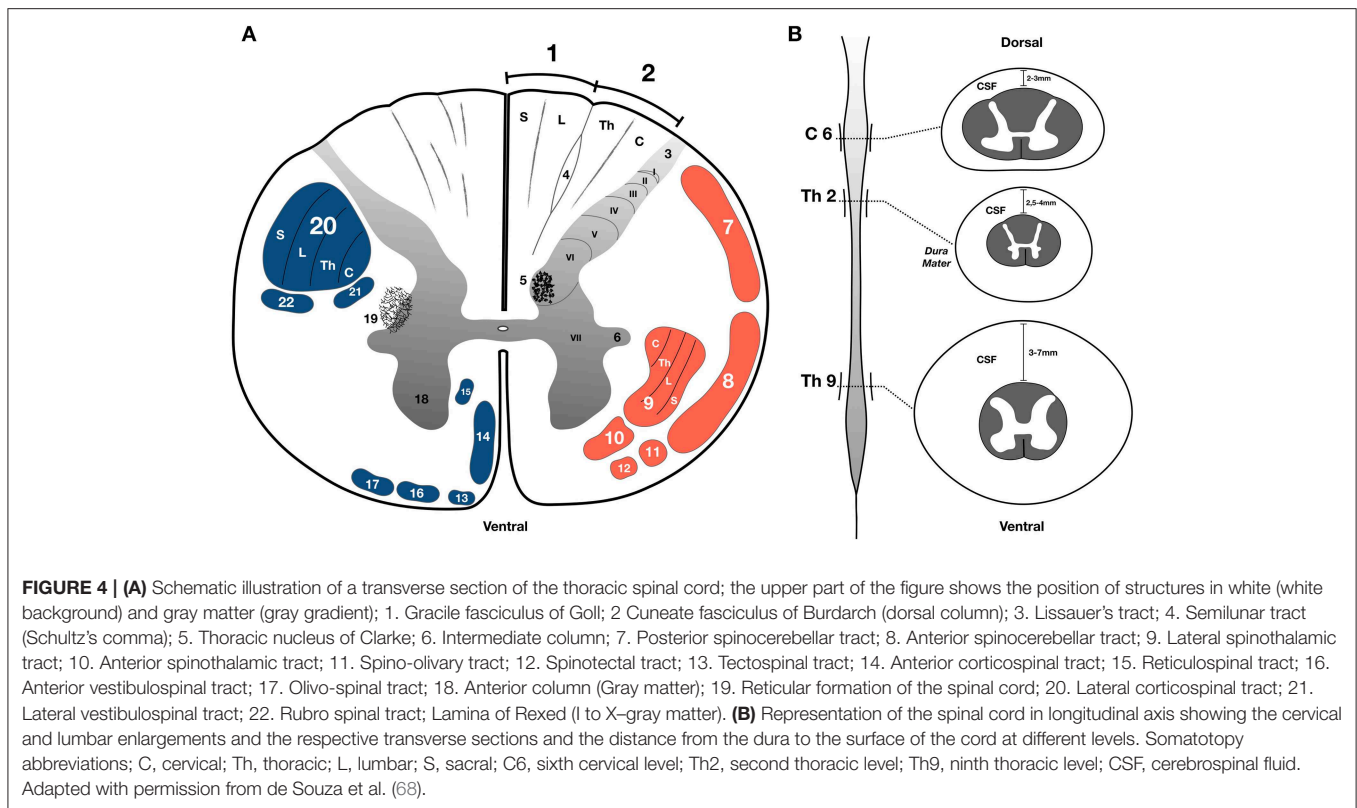 A
B
1
2
Dorsal
S
L
Th
C
3
4
I
II
III
IV
V
VI
VII
5
6
7
8
C
Th
L
S
9
10
11
12
20
S
L
Th
C
21
22
19
18
15
14
17
16
13
Ventral
2-3mm
CSF
C 6
Th 2
2,5-4mm
CSF
Dura
Mater
3-7mm
CSF
Th 9
Ventral
FIGURE 4 | (A) Schematic illustration of a transverse section of the thoracic spinal cord; the upper part of the figure shows the position of structures in white (white
background) and gray matter (gray gradient); 1. Gracile fasciculus of Goll; 2 Cuneate fasciculus of Burdarch (dorsal column); 3. Lissauer's tract; 4. Semilunar tract
(Schultz's comma); 5. Thoracic nucleus of Clarke; 6. Intermediate column; 7. Posterior spinocerebellar tract; 8. Anterior spinocerebellar tract; 9. Lateral spinothalamic
tract; 10. Anterior spinothalamic tract; 11. Spino-olivary tract; 12. Spinotectal tract; 13. Tectospinal tract; 14. Anterior corticospinal tract; 15. Reticulospinal tract; 16.
Anterior vestibulospinal tract; 17. Olivo-spinal tract; 18. Anterior column (Gray matter); 19. Reticular formation of the spinal cord; 20. Lateral corticospinal tract; 21.
Lateral vestibulospinal tract; 22. Rubro spinal tract; Lamina of Rexed (I to X–gray matter). (B) Representation of the spinal cord in longitudinal axis showing the cervical
and lumbar enlargements and the respective transverse sections and the distance from the dura to the surface of the cord at different levels. Somatotopy
abbreviations; C, cervical; Th, thoracic; L, lumbar; S, sacral; C6, sixth cervical level; Th2, second thoracic level; Th9, ninth thoracic level; CSF, cerebrospinal fluid.
Adapted with permission from de Souza et al. (68).